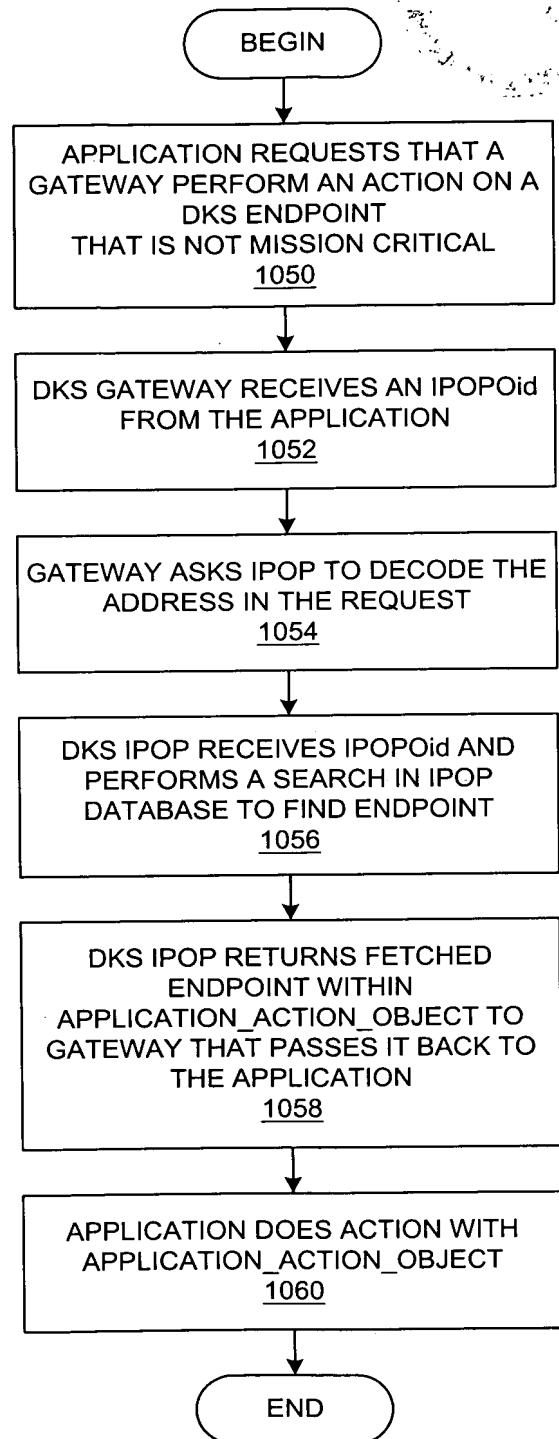 BEGIN
APPLICATION REQUESTS THAT A
GATEWAY PERFORM AN ACTION ON A
DKS ENDPOINT
THAT IS NOT MISSION CRITICAL
1050
DKS GATEWAY RECEIVES AN IPOPOid
FROM THE APPLICATION
1052
GATEWAY ASKS IPOP TO DECODE THE
ADDRESS IN THE REQUEST
1054
DKS IPOP RECEIVES IPOPOid AND
PERFORMS A SEARCH IN IPOP
DATABASE TO FIND ENDPOINT
1056
DKS IPOP RETURNS FETCHED
ENDPOINT WITHIN
APPLICATION_ACTION_OBJECT TO
GATEWAY THAT PASSES IT BACK TO
THE APPLICATION
1058
APPLICATION DOES ACTION WITH
APPLICATION_ACTION_OBJECT
1060
END